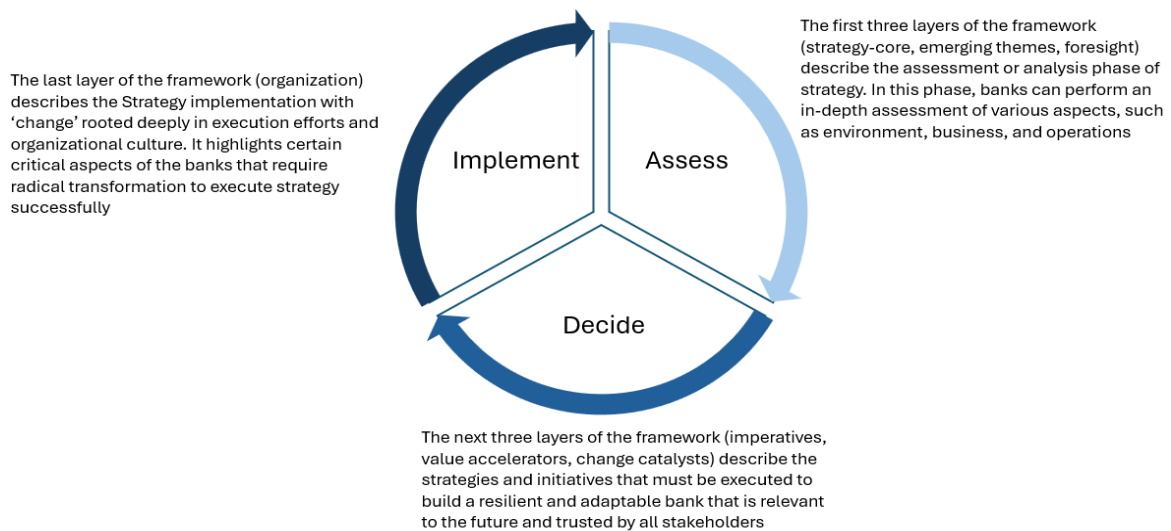 The first three layers of the framework
(strategy-core, emerging themes, foresight)
describe the assessment or analysis phase of
strategy. In this phase, banks can perform an
in-depth assessment of various aspects, such
as environment, business, and operations
The last layer of the framework (organization)
describes the Strategy implementation with
‘change’ rooted deeply in execution efforts and
organizational culture. It highlights certain
critical aspects of the banks that require
radical transformation to execute strategy
successfully
Implement
Assess
Decide
The next three layers of the framework (imperatives,
value accelerators, change catalysts) describe the
strategies and initiatives that must be executed to
build a resilient and adaptable bank that is relevant
to the future and trusted by all stakeholders